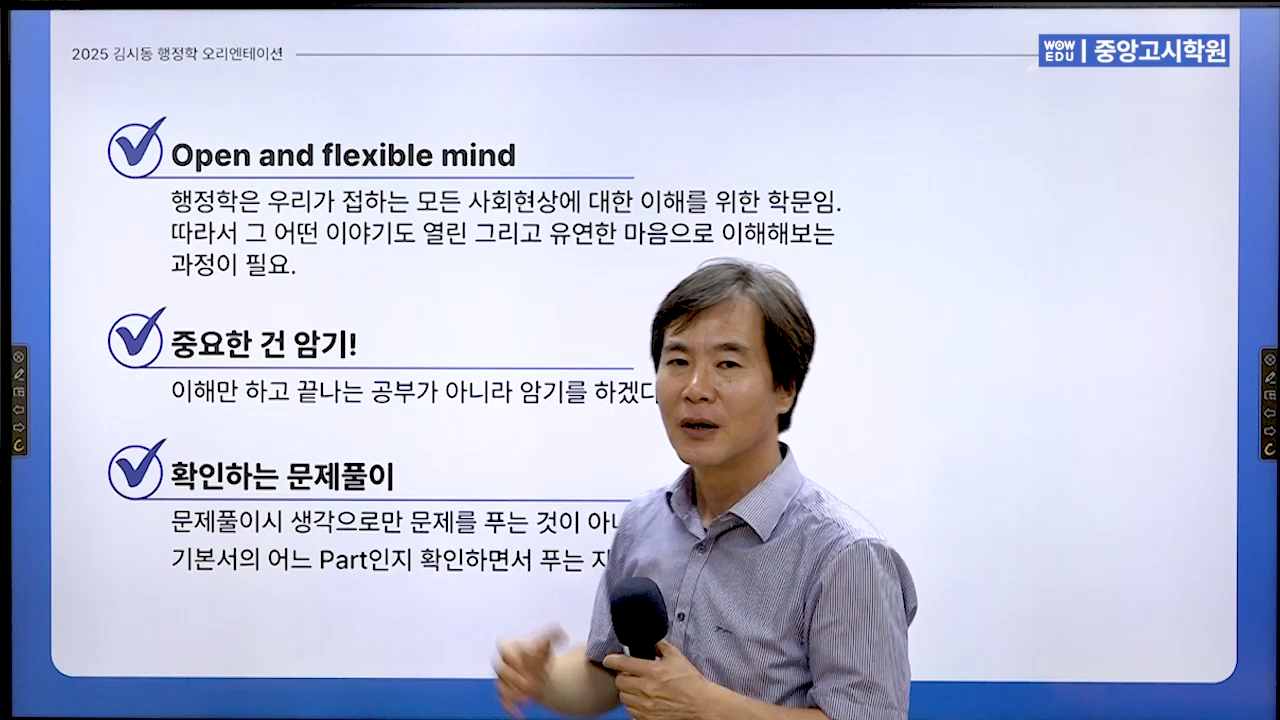 2025 김시동 행정학 오리엔테이션
WOW EDU | 중앙고시학원
Open and flexible mind
행정학은 우리가 접하는 모든 사회현상에 대한 이해를 위한 학문임.
따라서 그 어떤 이야기도 열린 그리고 유연한 마음으로 이해해보는
과정이 필요.
중요한 건 암기!
이해만 하고 끝나는 공부가 아니라 암기를 하겠다
확인하는 문제풀이
문제풀이시 생각으로만 문제를 푸는 것이
기본서의 어느 Part인지 확인하면서 푸는